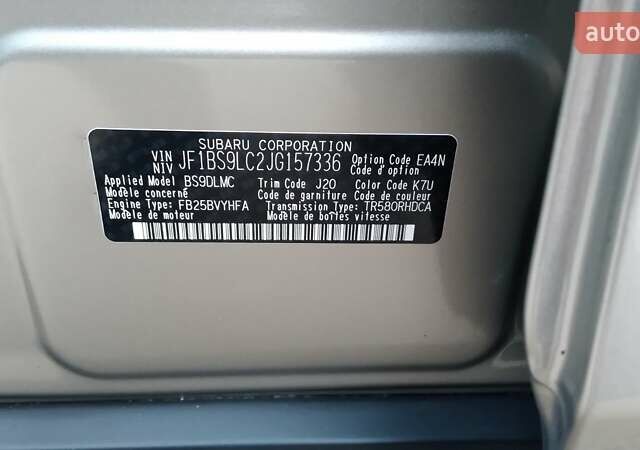 auto
SUBARU CORPORATION
VIN NIV JF1BS9LC2JG157336 Option Code EA4N
Code d'option
Applied Model BS9DLMC Trim Code J20 Color Code K7U
Modèle concerné Code de garniture Code de couleur
Engine Type: FB25BVYHFA Transmission Type: TR580RHDCA
Modèle de moteur Modèle de boîtes vitesse